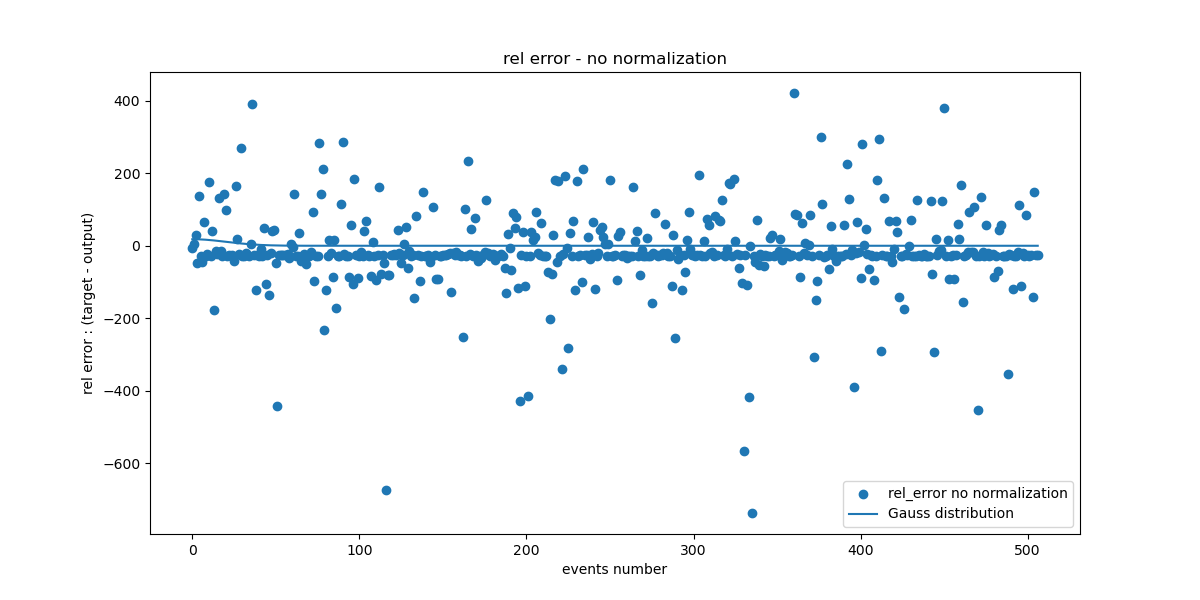 rel error - no normalization
rel error : (target - output)
400
200
0
−200
−400
−600
0 100 200 300 400 500
events number
rel_error no normalization
Gauss distribution